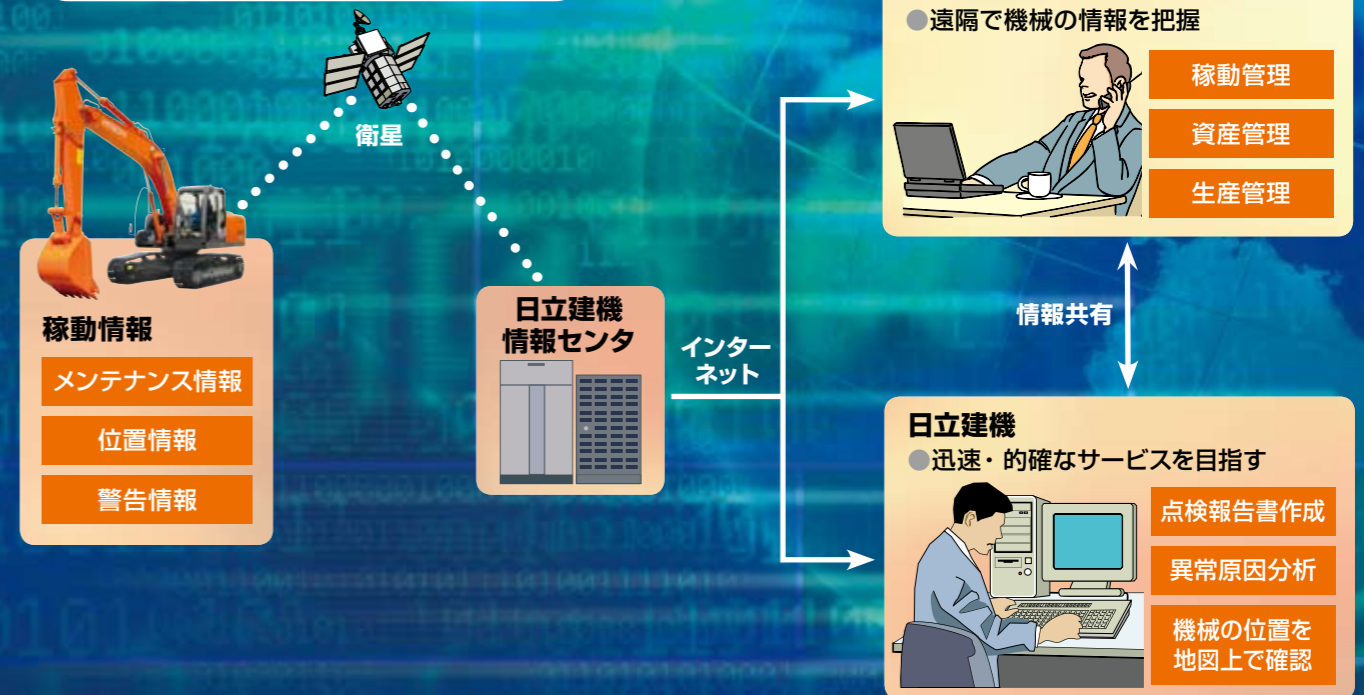 衛星
稼動情報
メンテナンス情報
位置情報
警告情報
日立建機
情報センタ
インター
ネット
●遠隔で機械の情報を把握
稼動管理
資産管理
生産管理
情報共有
日立建機
●迅速・的確なサービスを目指す
点検報告書作成
異常原因分析
機械の位置を
地図上で確認